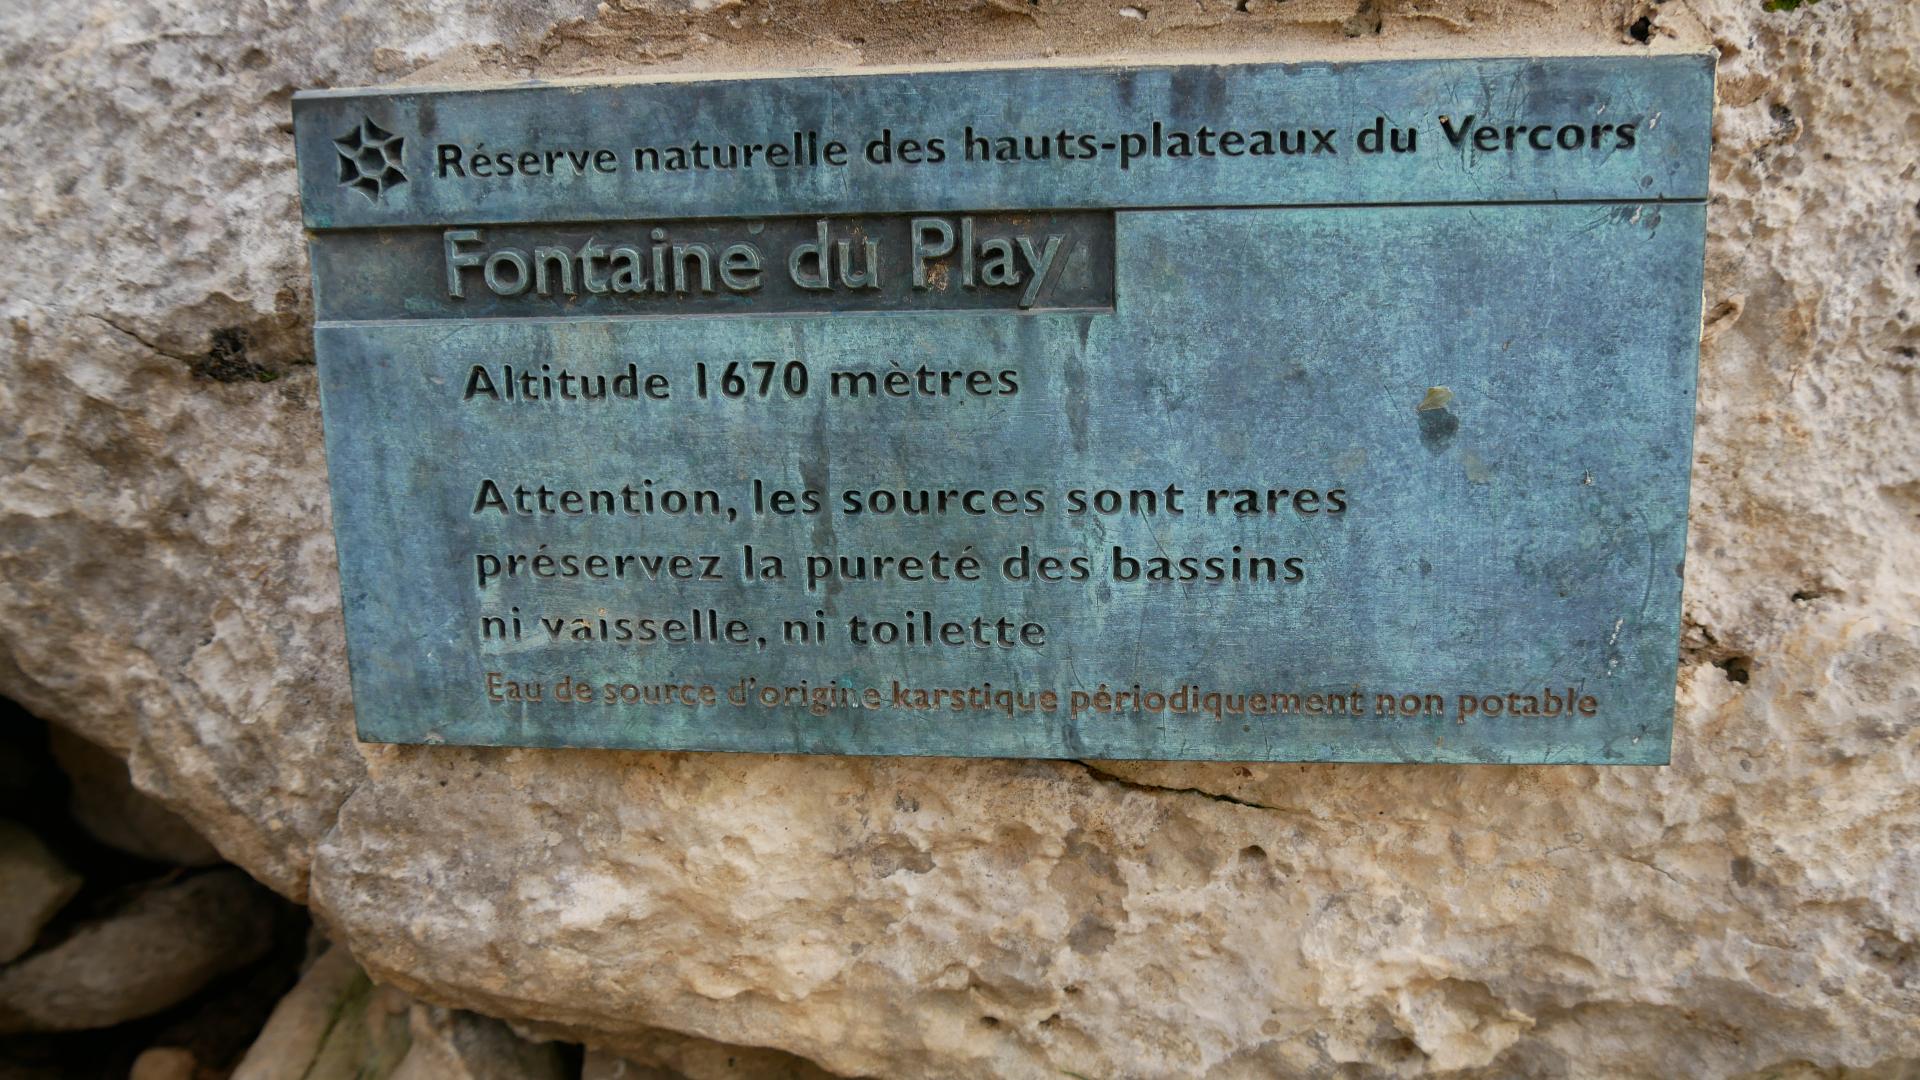 Réserve naturelle des hauts-plateaux du Vercors
Fontaine du Play
Altitude 1670 mètres
Attention, les sources sont rares
préservez la pureté des bassins
ni vaisselle, ni toilette
Eau de source d'origine karstique périodiquement non potable